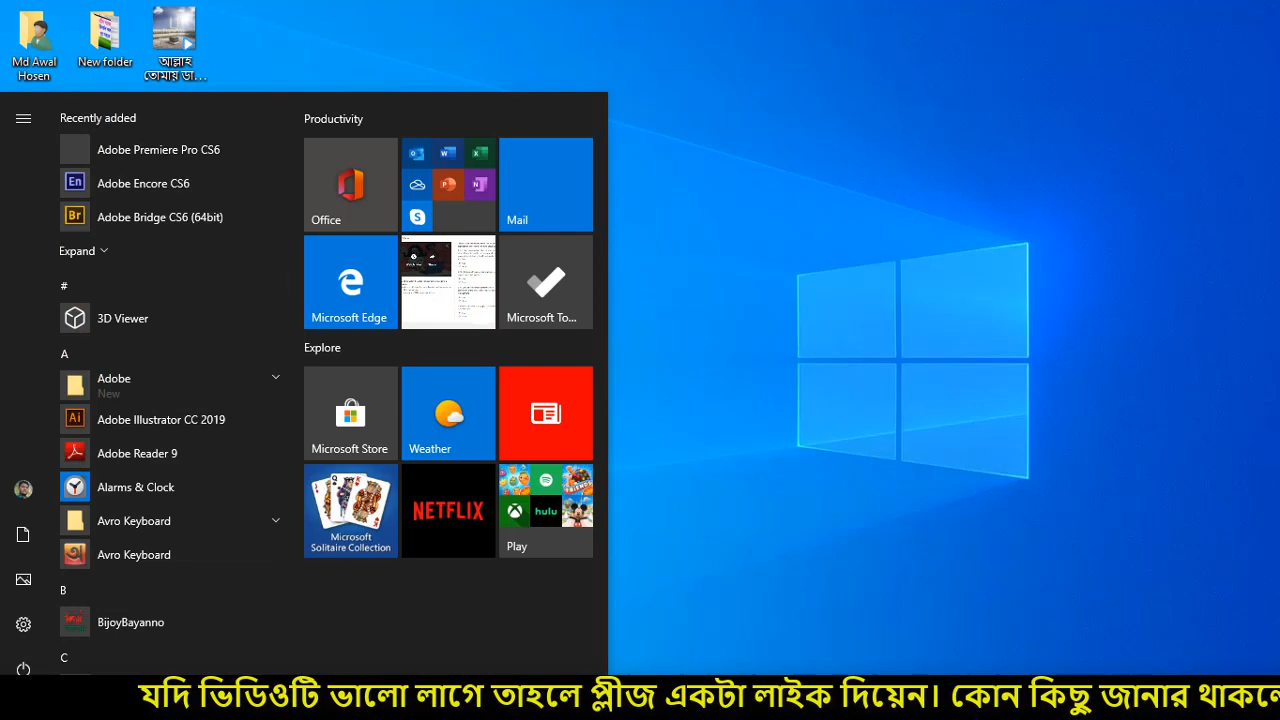 Md Awal
Hosen
New folder
আল্লাহ
তোমায় ডা...
Recently added
Adobe Premiere Pro CS6
En
Adobe Encore CS6
Br
Adobe Bridge CS6 (64bit)
Expand
#
3D Viewer
A
Adobe
New
Ai
Adobe Illustrator CC 2019
Adobe Reader 9
Alarms & Clock
Avro Keyboard
Avro Keyboard
B
BijoyBayanno
C
Productivity
Office
Mail
Microsoft Edge
Microsoft To...
Explore
Microsoft Store
Weather
Microsoft
Solitaire Collection
NETFLIX
hulu
Play
যদি ভিডিওটি ভালো লাগে তাহলে প্লীজ একটা লাইক দিয়েন। কোন কিছু জানার থাকলে